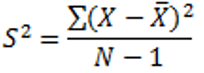 S² = ∑(X − X̄)² / N − 1